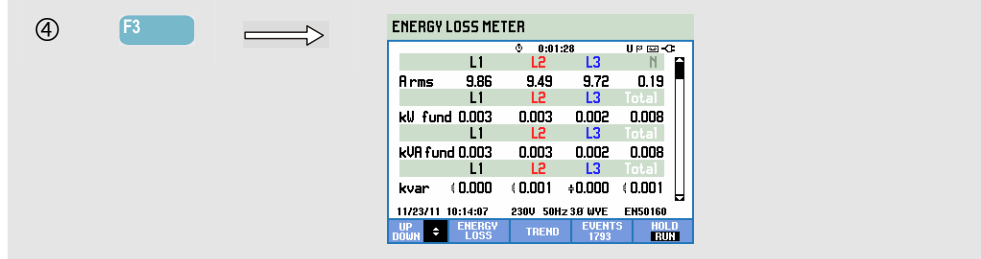 ④ F3
ENERGY LOSS METER
0:01:28 U P
L1 L2 L3 N
A rms 9.86 9.49 9.72 0.19
L1 L2 L3 Total
kW fund 0.003 0.003 0.002 0.008
L1 L2 L3 Total
kVA fund 0.003 0.003 0.002 0.008
L1 L2 L3 Total
kvar 0.000 0.001 0.000 0.001
11/23/11 10:14:07 230V 50Hz 3Ø WYE EN50160
UP DOWN ENERGY LOSS TREND EVENTS 1793 HOLD RUN